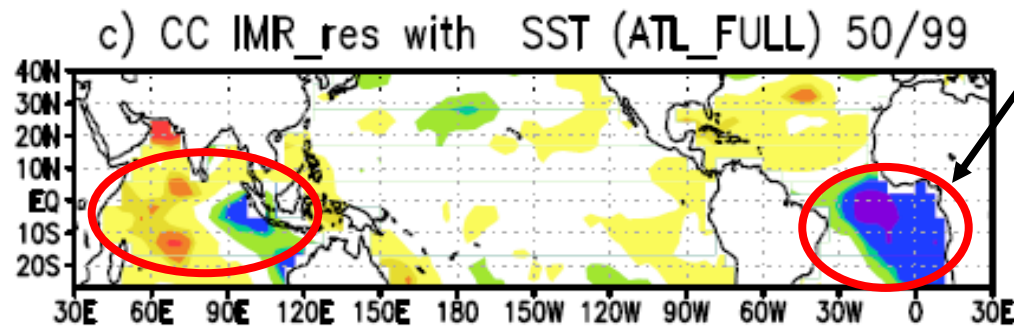 c) CC IMR_res with SST (ATL_FULL) 50/99
40N
30N
20N
10N
EQ
10S
20S
30E 60E 90E 120E 150E 180 150W 120W 90W 60W 30W 0 30E